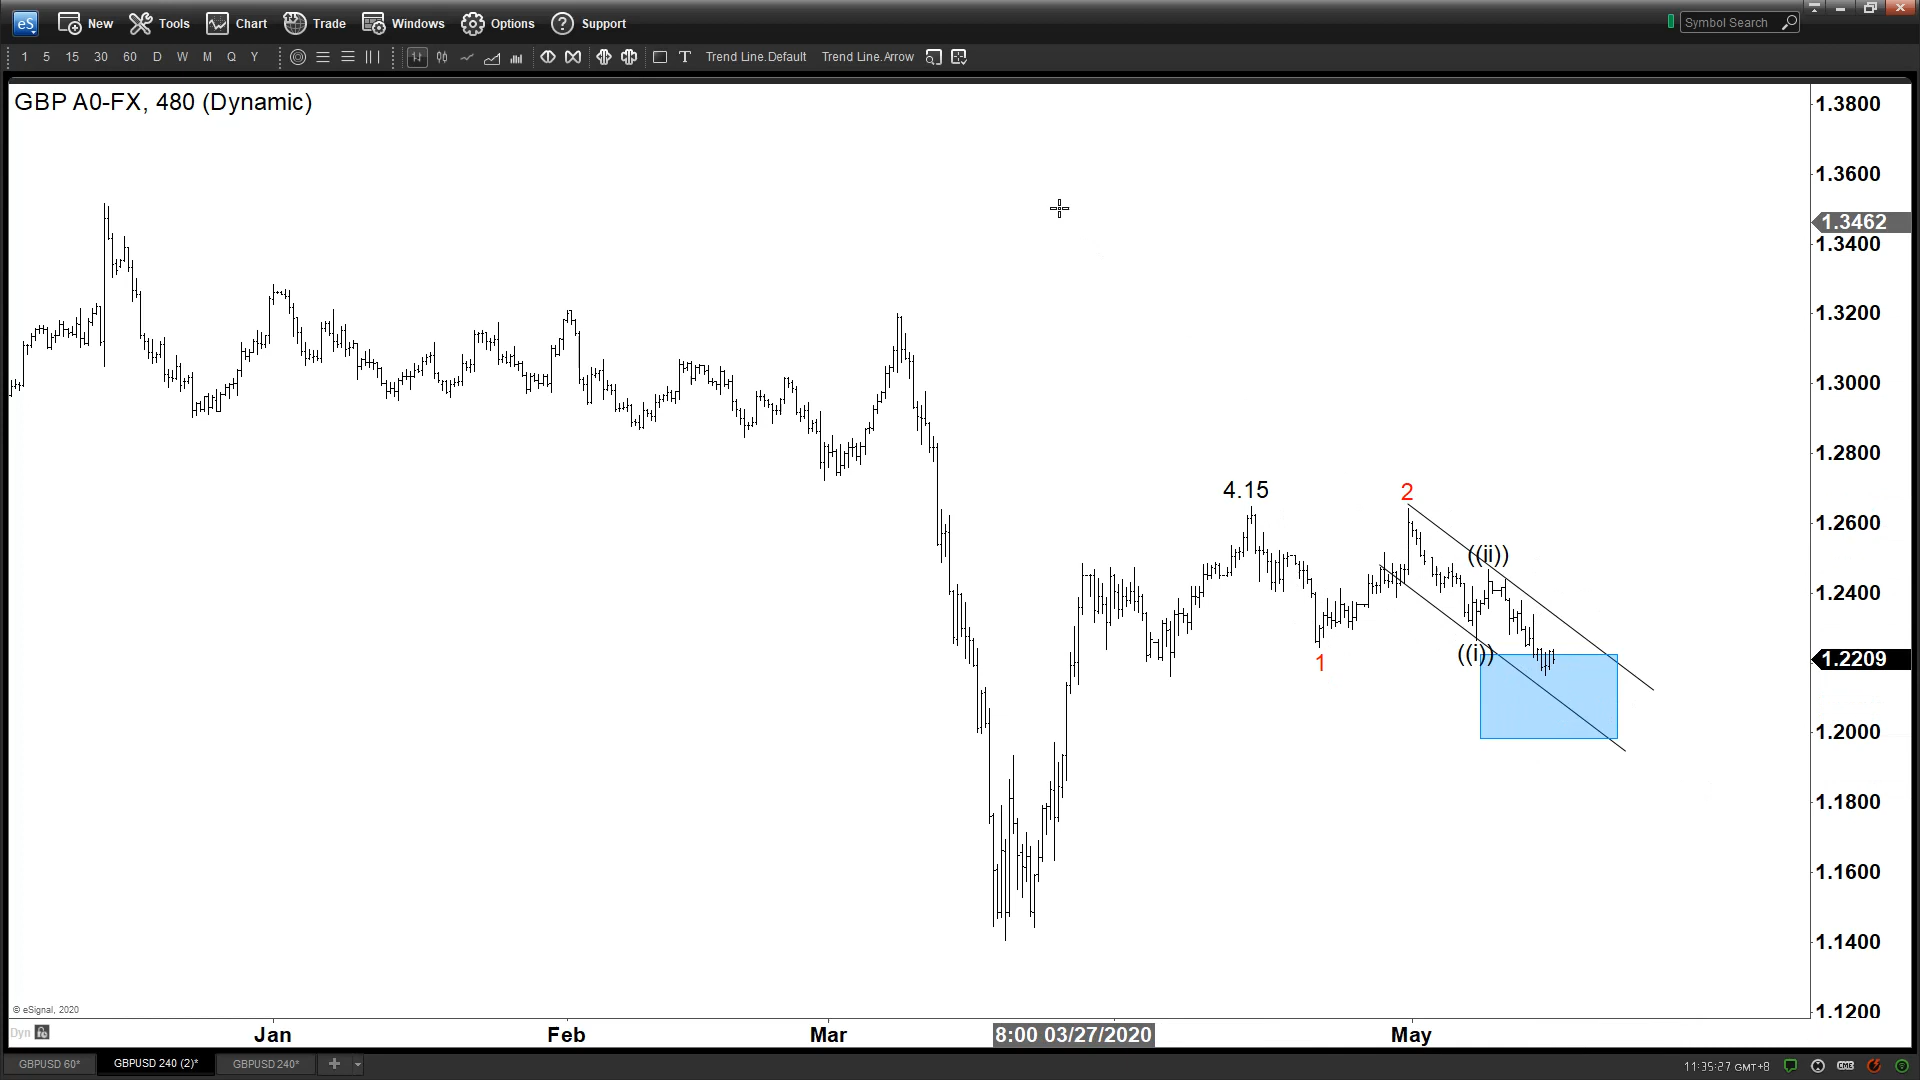 eS New Tools Chart Trade Windows Options Support Symbol Search
1 5 15 30 60 D W M Q Y T Trend Line.Default Trend Line.Arrow
GBP A0-FX, 480 (Dynamic)
1.3800
1.3600
1.3462
1.3400
1.3200
1.3000
1.2800
4.15
2
1.2600
((ii))
1.2400
((i))
1
1.2209
1.2000
1.1800
1.1600
1.1400
1.1200
© eSignal, 2020
Dyn
Jan Feb Mar 8:00 03/27/2020 May
GBPUSD 60* GBPUSD 240 (2)* GBPUSD 240* +
11:35:27 GMT+8 CME